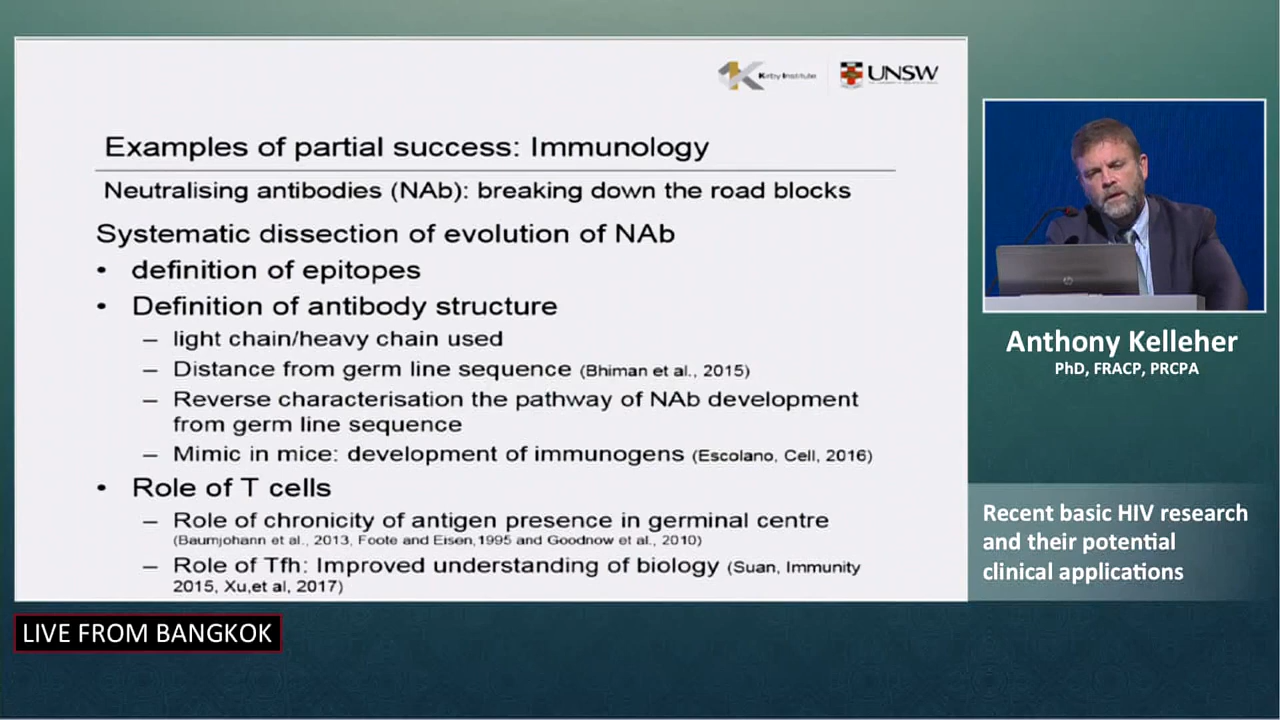 Kirby Institute
UNSW
Examples of partial success: Immunology
Neutralising antibodies (NAb): breaking down the road blocks
Systematic dissection of evolution of NAb
• definition of epitopes
• Definition of antibody structure
– light chain/heavy chain used
– Distance from germ line sequence (Bhiman et al., 2015)
– Reverse characterisation the pathway of NAb development
from germ line sequence
– Mimic in mice: development of immunogens (Escolano, Cell, 2016)
• Role of T cells
– Role of chronicity of antigen presence in germinal centre
(Baumjohann et al., 2013, Foote and Eisen,1995 and Goodnow et al., 2010)
– Role of Tfh: Improved understanding of biology (Suan, Immunity
2015, Xu,et al, 2017)
Anthony Kelleher
PhD, FRACP, PRCPA
Recent basic HIV research
and their potential
clinical applications
LIVE FROM BANGKOK